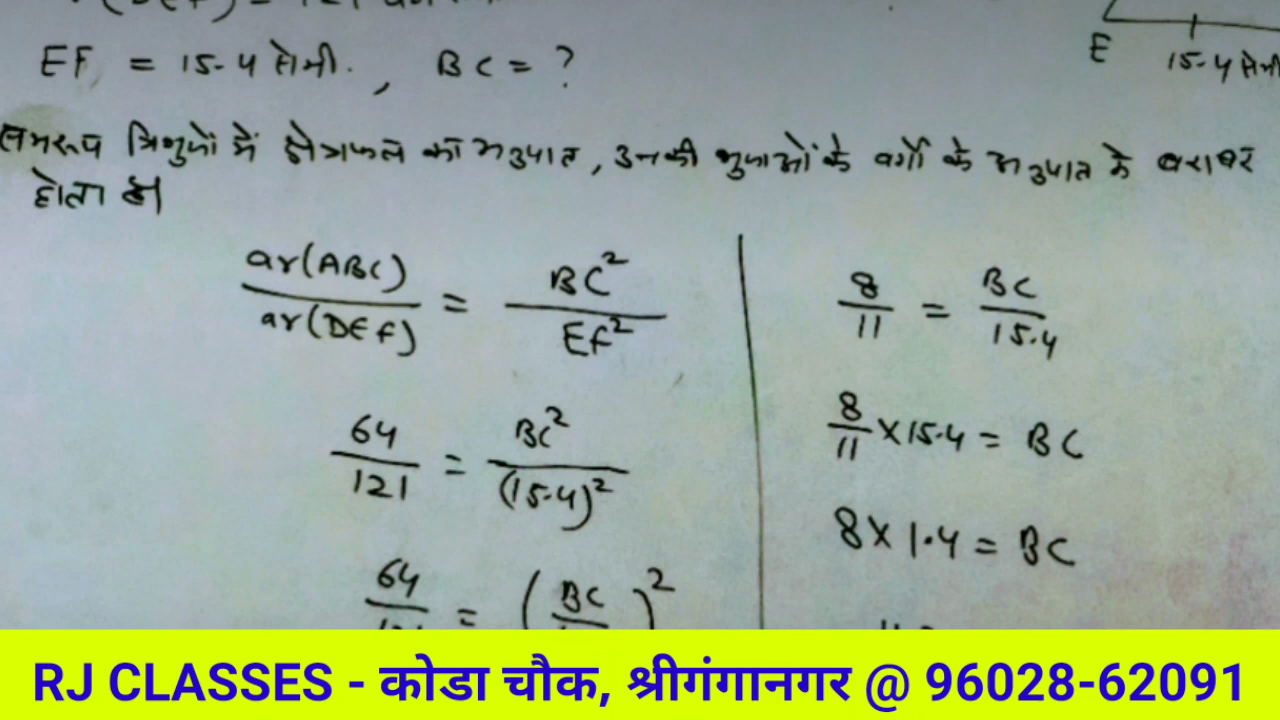 EF = 15.4 सेमी. , BC = ?
E
15.4 सेमी
समरूप त्रिभुजों में क्षेत्रफल का अनुपात, उनकी भुजाओं के वर्गों के अनुपात के बराबर
होता है।
ar(ABC)/ar(DEF) = BC²/EF²
64/121 = BC²/(15.4)²
64/ = (BC/ )²
8/11 = BC/15.4
8/11 × 15.4 = BC
8 × 1.4 = BC
RJ CLASSES - कोडा चौक, श्रीगंगानगर @ 96028-62091